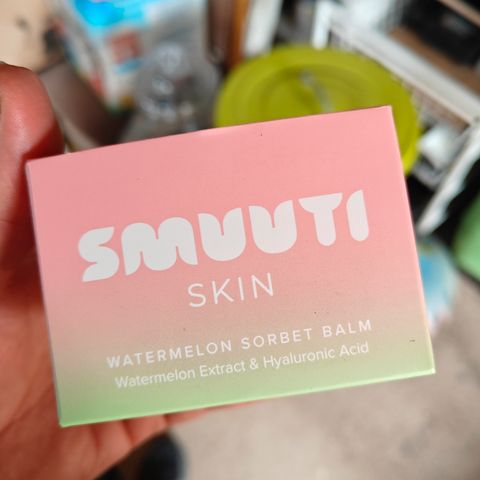 SMUUTI
SKIN
WATERMELON SORBET BALM
Watermelon Extract & Hyaluronic Acid